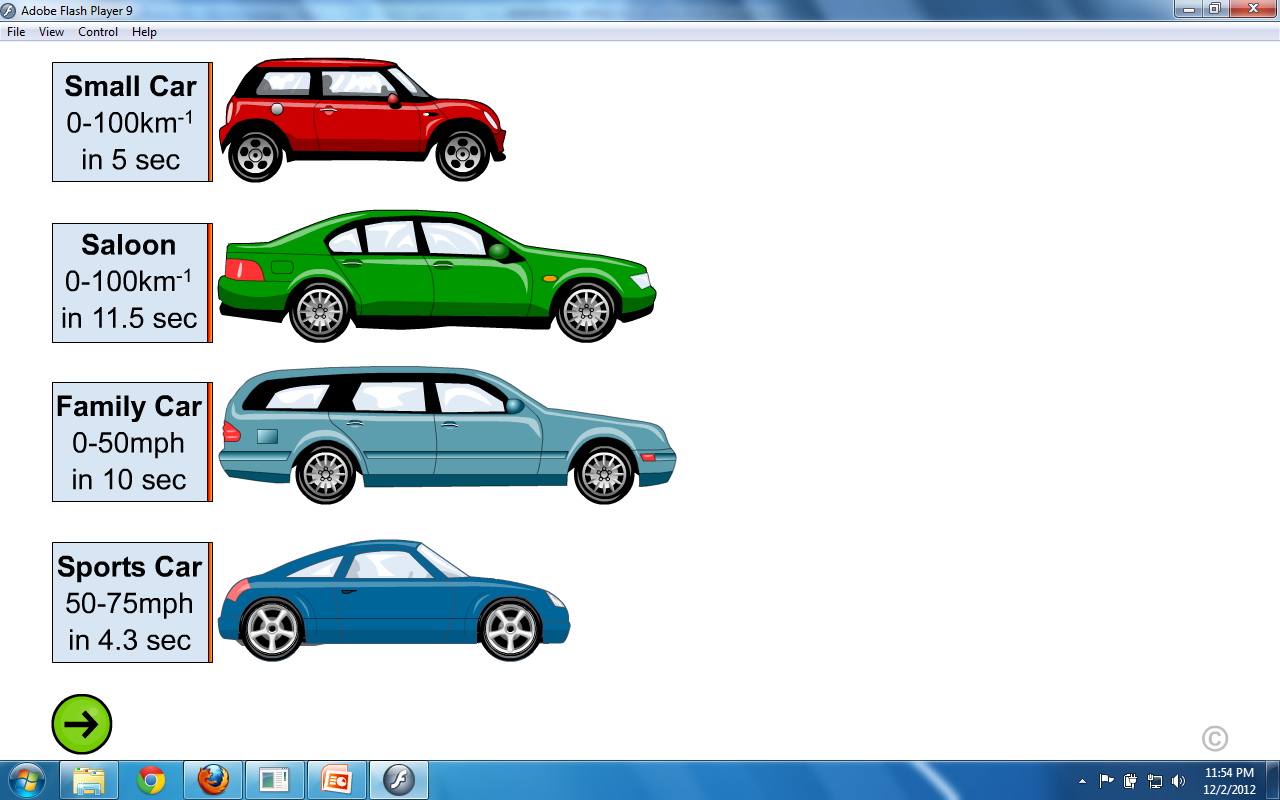 Adobe Flash Player 9
File View Control Help
Small Car
0-100km⁻¹
in 5 sec
Saloon
0-100km⁻¹
in 11.5 sec
Family Car
0-50mph
in 10 sec
Sports Car
50-75mph
in 4.3 sec
©
11:54 PM
12/2/2012